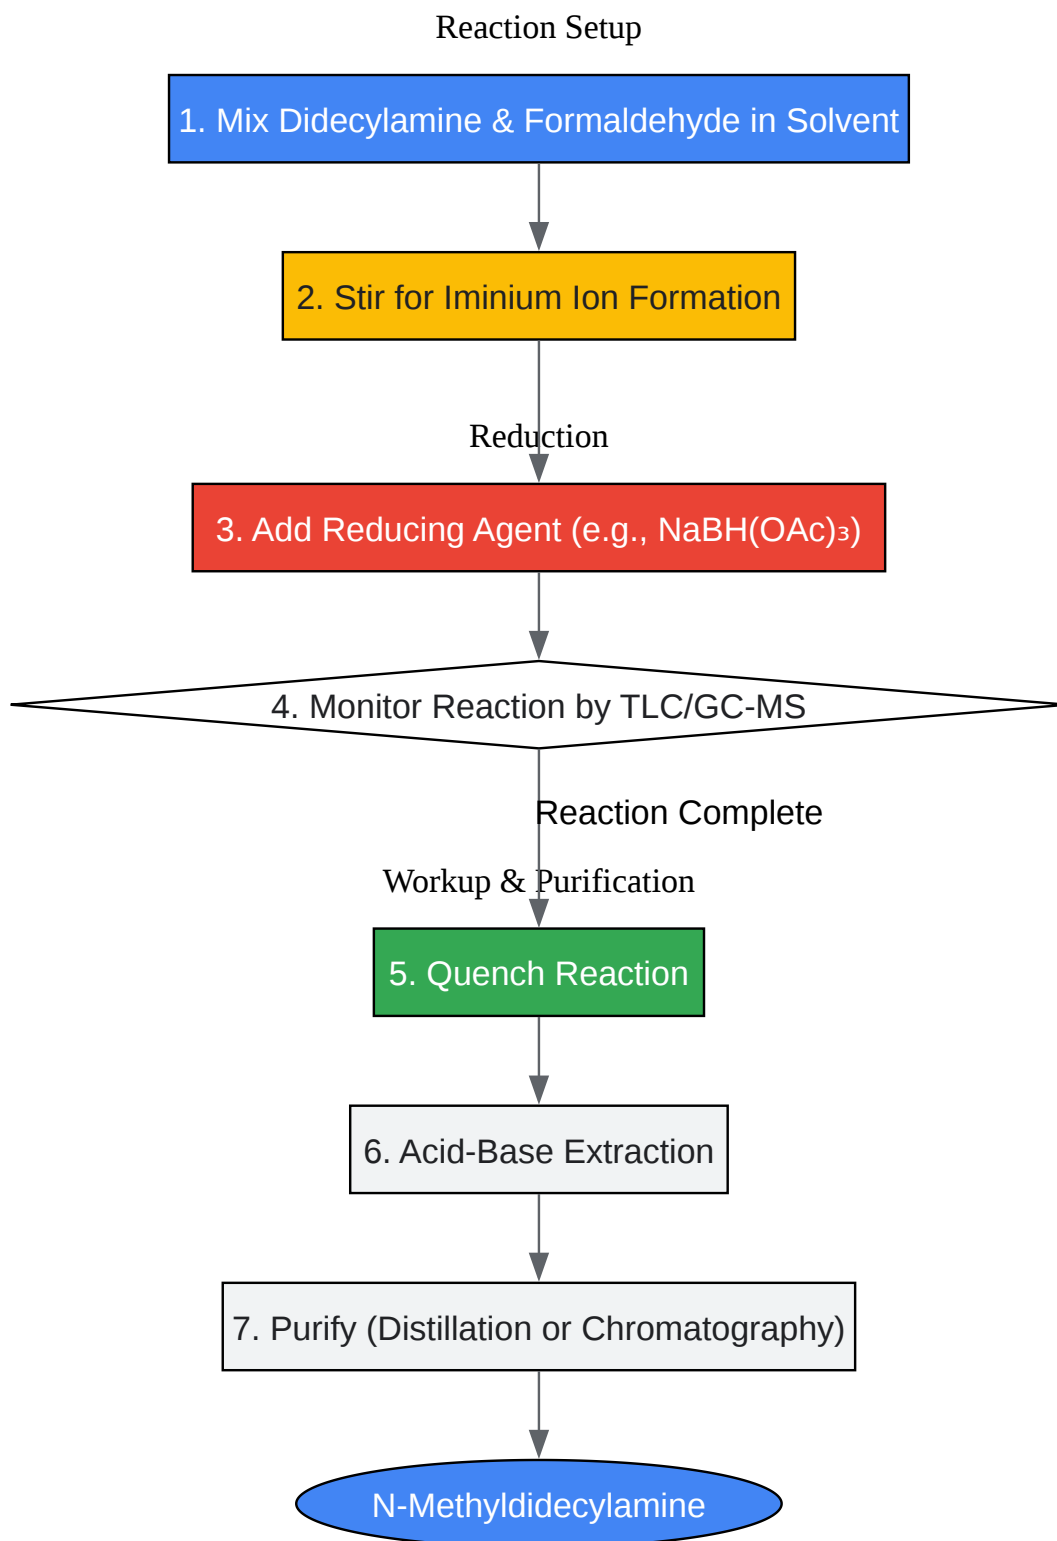 Reaction Setup
1. Mix Didecylamine & Formaldehyde in Solvent
2. Stir for Iminium Ion Formation
Reduction
3. Add Reducing Agent (e.g., NaBH(OAc)₃)
4. Monitor Reaction by TLC/GC-MS
Reaction Complete
Workup & Purification
5. Quench Reaction
6. Acid-Base Extraction
7. Purify (Distillation or Chromatography)
N-Methyldidecylamine